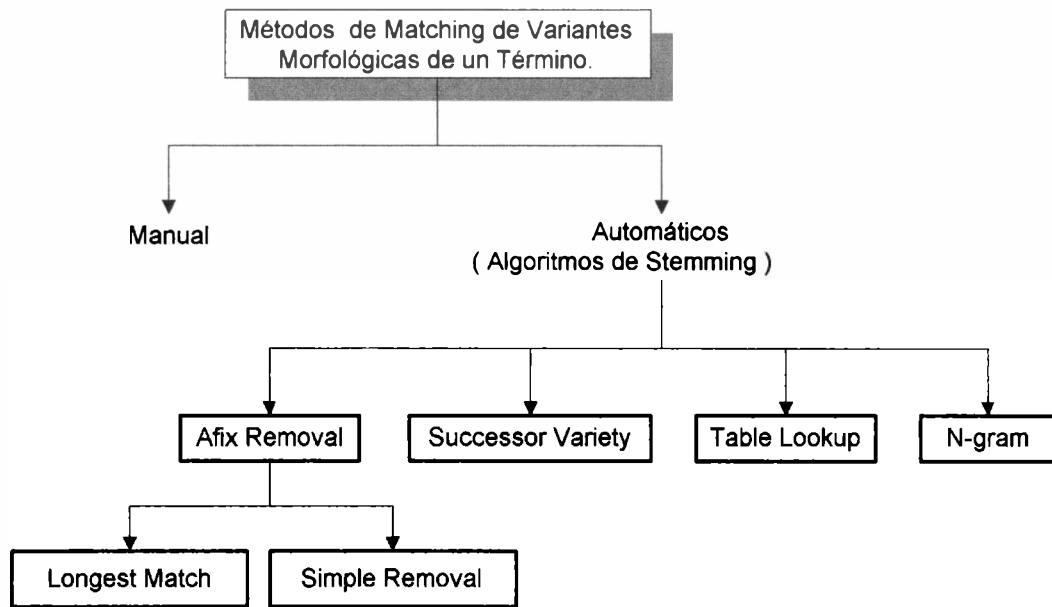 Métodos de Matching de Variantes
Morfológicas de un Término.
Manual
Automáticos
( Algoritmos de Stemming )
Afix Removal
Successor Variety
Table Lookup
N-gram
Longest Match
Simple Removal